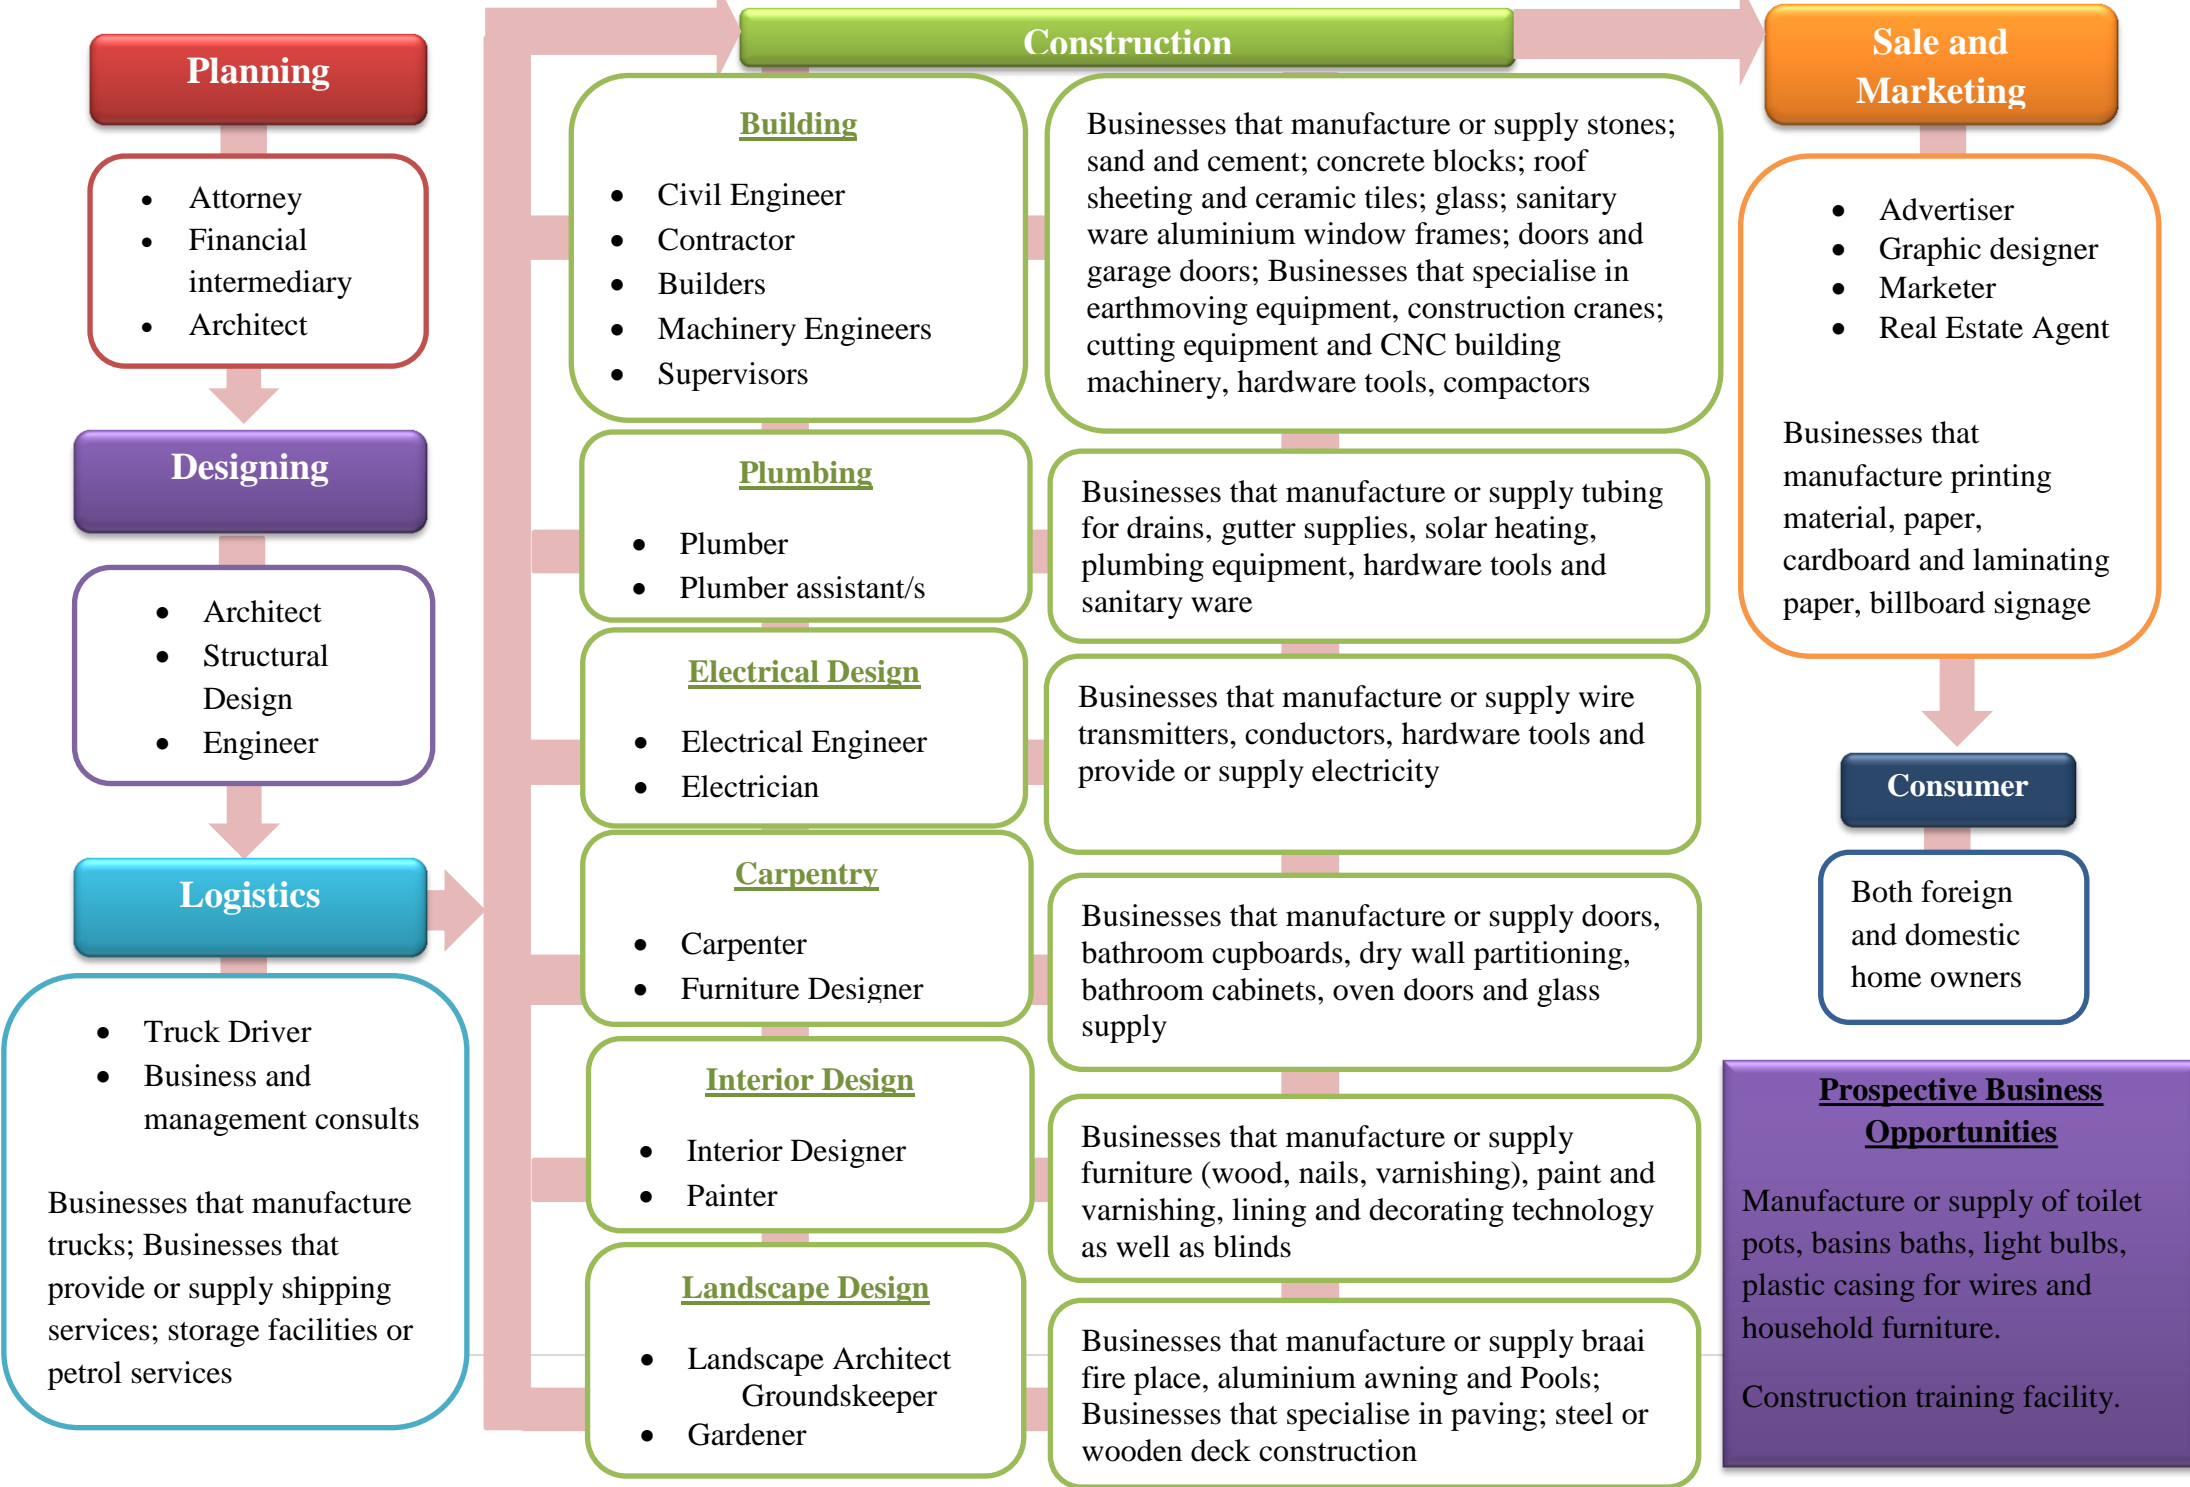 Planning
• Attorney
• Financial
intermediary
• Architect
Designing
• Architect
• Structural
Design
• Engineer
Logistics
• Truck Driver
• Business and
management consults
Businesses that manufacture
trucks; Businesses that
provide or supply shipping
services; storage facilities or
petrol services
Construction
Building
• Civil Engineer
• Contractor
• Builders
• Machinery Engineers
• Supervisors
Businesses that manufacture or supply stones;
sand and cement; concrete blocks; roof
sheeting and ceramic tiles; glass; sanitary
ware aluminium window frames; doors and
garage doors; Businesses that specialise in
earthmoving equipment, construction cranes;
cutting equipment and CNC building
machinery, hardware tools, compactors
Plumbing
• Plumber
• Plumber assistant/s
Businesses that manufacture or supply tubing
for drains, gutter supplies, solar heating,
plumbing equipment, hardware tools and
sanitary ware
Electrical Design
• Electrical Engineer
• Electrician
Businesses that manufacture or supply wire
transmitters, conductors, hardware tools and
provide or supply electricity
Carpentry
• Carpenter
• Furniture Designer
Businesses that manufacture or supply doors,
bathroom cupboards, dry wall partitioning,
bathroom cabinets, oven doors and glass
supply
Interior Design
• Interior Designer
• Painter
Businesses that manufacture or supply
furniture (wood, nails, varnishing), paint and
varnishing, lining and decorating technology
as well as blinds
Landscape Design
• Landscape Architect
Groundskeeper
• Gardener
Businesses that manufacture or supply braai
fire place, aluminium awning and Pools;
Businesses that specialise in paving; steel or
wooden deck construction
Sale and
Marketing
• Advertiser
• Graphic designer
• Marketer
• Real Estate Agent
Businesses that
manufacture printing
material, paper,
cardboard and laminating
paper, billboard signage
Consumer
Both foreign
and domestic
home owners
Prospective Business
Opportunities
Manufacture or supply of toilet
pots, basins baths, light bulbs,
plastic casing for wires and
household furniture.
Construction training facility.